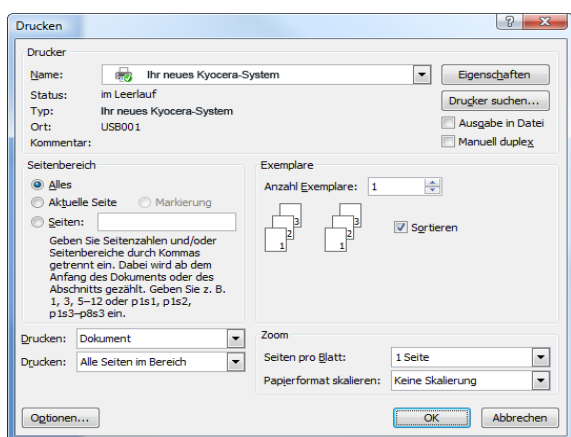 Drucken
Drucker
Name: Ihr neues Kyocera-System Eigenschaften
Status: im Leerlauf Drucker suchen...
Typ: Ihr neues Kyocera-System
Ort: USB001 Ausgabe in Datei
Kommentar: Manuell duplex
Seitenbereich
Alles
Aktuelle Seite Markierung
Seiten:
Geben Sie Seitenzahlen und/oder
Seitenbereiche durch Kommas
getrennt ein. Dabei wird ab dem
Anfang des Dokuments oder des
Abschnitts gezählt. Geben Sie z. B.
1, 3, 5–12 oder p1s1, p1s2,
p1s3–p8s3 ein.
Exemplare
Anzahl Exemplare: 1
3 3
2 2
1 1
Sortieren
Drucken: Dokument
Drucken: Alle Seiten im Bereich
Zoom
Seiten pro Blatt: 1 Seite
Papierformat skalieren: Keine Skalierung
Optionen... OK Abbrechen